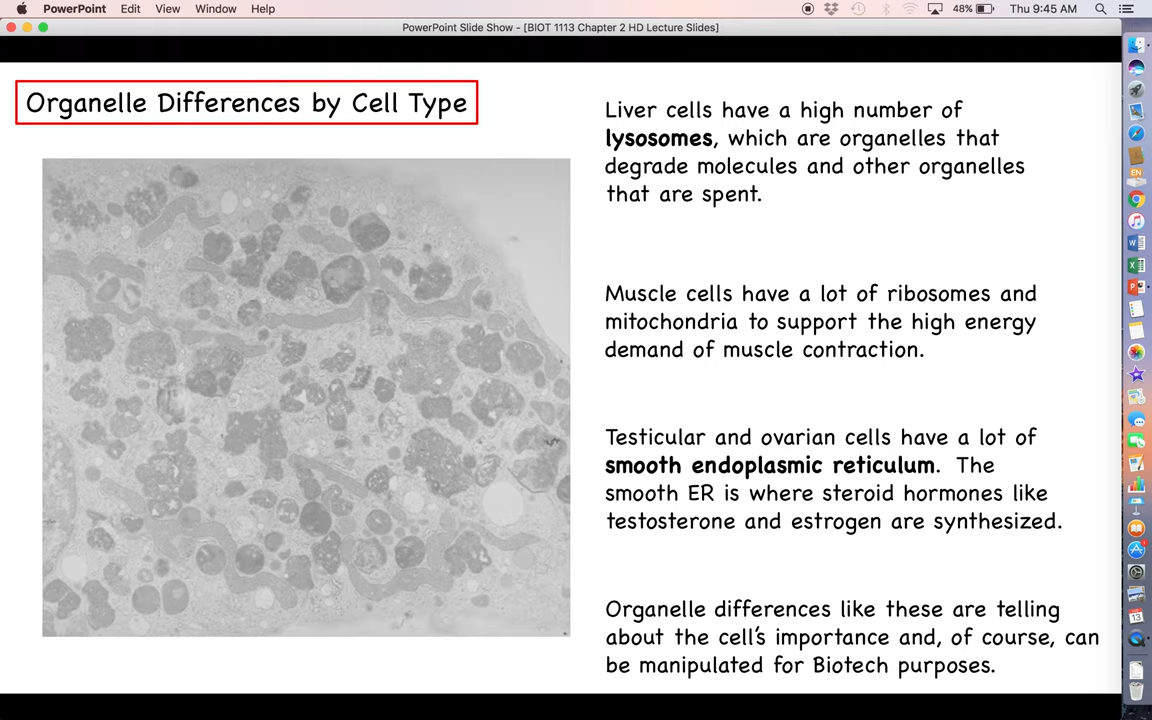 PowerPoint Edit View Window Help 48% Thu 9:45 AM
PowerPoint Slide Show - [BIOT 1113 Chapter 2 HD Lecture Slides]
Organelle Differences by Cell Type
Liver cells have a high number of
lysosomes, which are organelles that
degrade molecules and other organelles
that are spent.
Muscle cells have a lot of ribosomes and
mitochondria to support the high energy
demand of muscle contraction.
Testicular and ovarian cells have a lot of
smooth endoplasmic reticulum. The
smooth ER is where steroid hormones like
testosterone and estrogen are synthesized.
Organelle differences like these are telling
about the cell's importance and, of course, can
be manipulated for Biotech purposes.